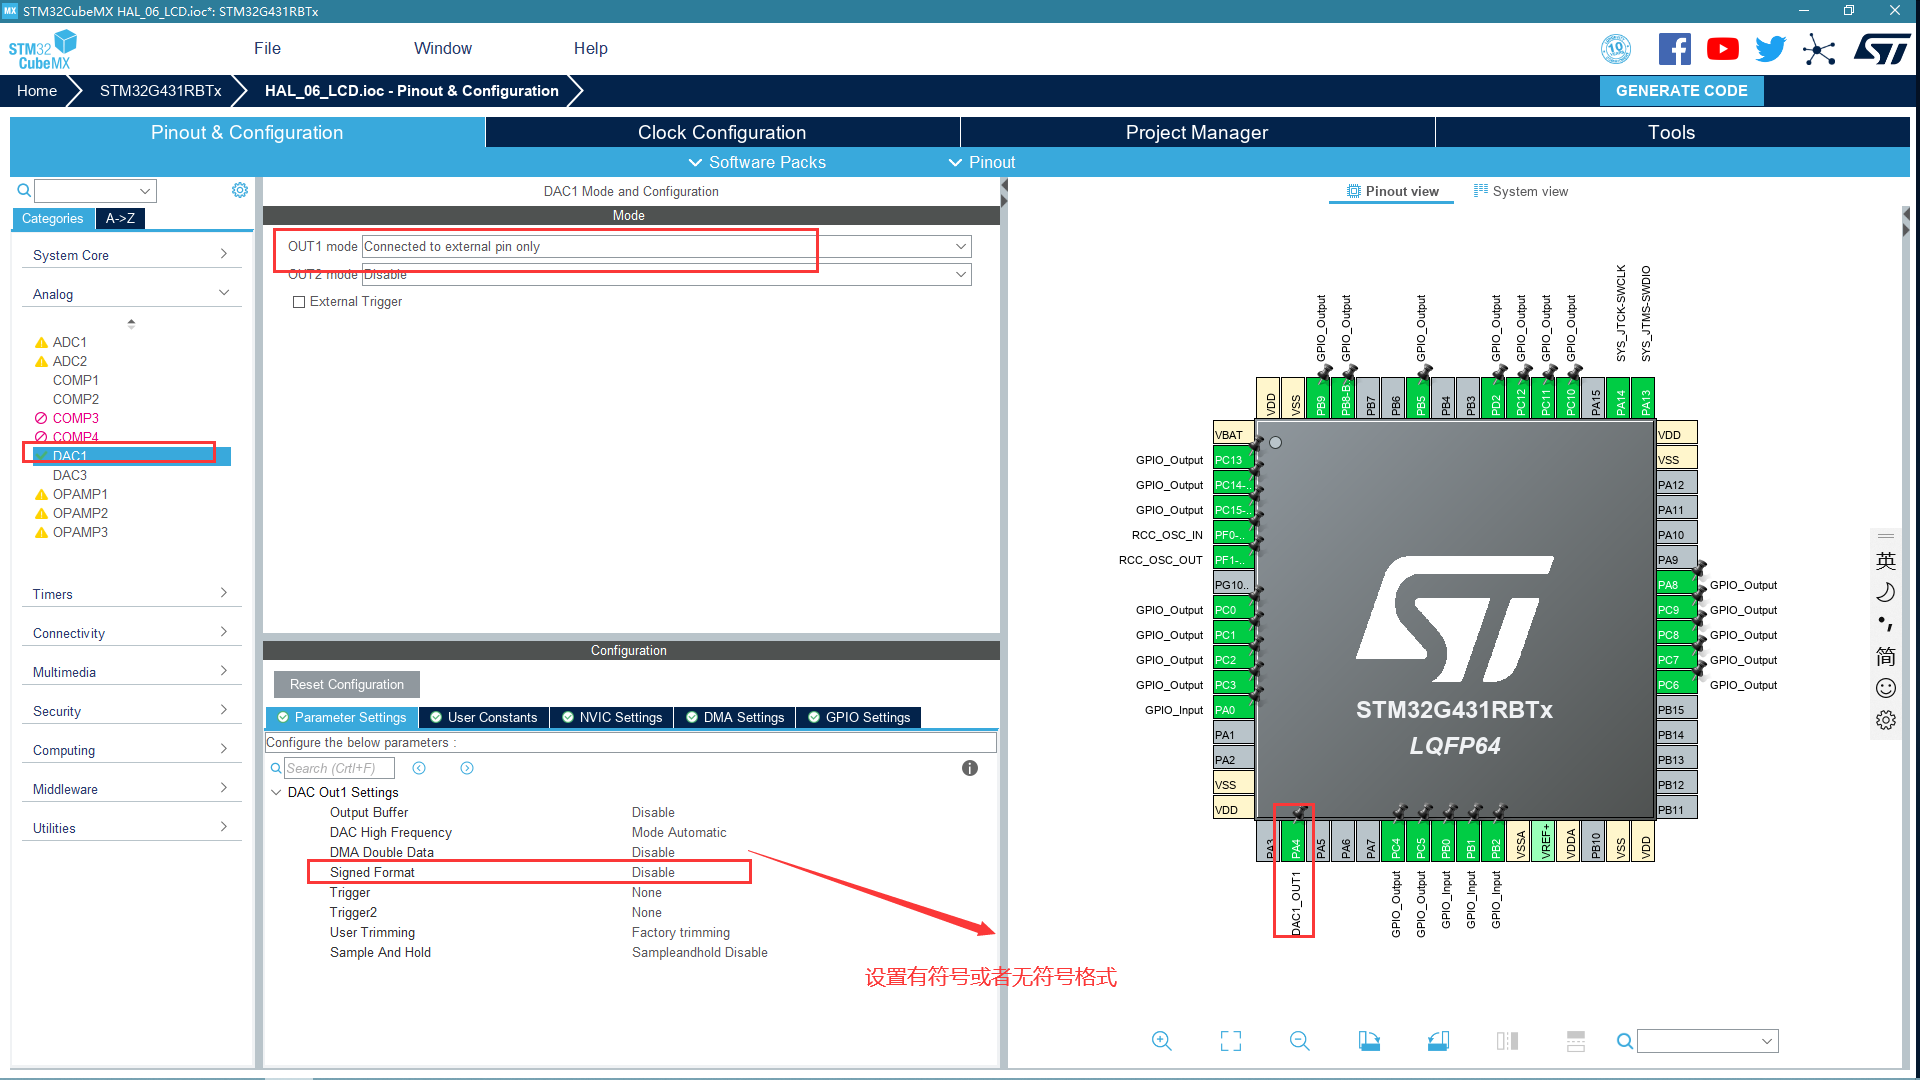 MX STM32CubeMX HAL_06_LCD.ioc*: STM32G431RBTx
STM32
CubeMX
File
Window
Help
10
ST
Home
STM32G431RBTx
HAL_06_LCD.ioc - Pinout & Configuration
GENERATE CODE
Pinout & Configuration
Clock Configuration
Project Manager
Tools
Software Packs
Pinout
Categories
A->Z
System Core
Analog
ADC1
ADC2
COMP1
COMP2
COMP3
COMP4
DAC1
DAC3
OPAMP1
OPAMP2
OPAMP3
Timers
Connectivity
Multimedia
Security
Computing
Middleware
Utilities
DAC1 Mode and Configuration
Mode
OUT1 mode Connected to external pin only
OUT2 mode Disable
External Trigger
Configuration
Reset Configuration
Parameter Settings
User Constants
NVIC Settings
DMA Settings
GPIO Settings
Configure the below parameters :
Search (Crtl+F)
DAC Out1 Settings
Output Buffer Disable
DAC High Frequency Mode Automatic
DMA Double Data Disable
Signed Format Disable
Trigger None
Trigger2 None
User Trimming Factory trimming
Sample And Hold Sampleandhold Disable
设置有符号或者无符号格式
Pinout view
System view
GPIO_Output
GPIO_Output
GPIO_Output
GPIO_Output
GPIO_Output
GPIO_Output
GPIO_Output
SYS_JTCK-SWCLK
SYS_JTMS-SWDIO
VDD
VSS
PB9
PB8-B
PB7
PB6
PB5
PB4
PB3
PD2
PC12
PC11
PC10
PA15
PA14
PA13
VBAT
GPIO_Output PC13
GPIO_Output PC14-..
GPIO_Output PC15-..
RCC_OSC_IN PF0-..
RCC_OSC_OUT PF1-..
PG10..
GPIO_Output PC0
GPIO_Output PC1
GPIO_Output PC2
GPIO_Output PC3
GPIO_Input PA0
PA1
PA2
VSS
VDD
ST
STM32G431RBTx
LQFP64
VDD
VSS
PA12
PA11
PA10
PA9
PA8 GPIO_Output
PC9 GPIO_Output
PC8 GPIO_Output
PC7 GPIO_Output
PC6 GPIO_Output
PB15
PB14
PB13
PB12
PB11
PA3
PA4
PA5
PA6
PA7
PC4
PC5
PB0
PB1
PB2
VSSA
VREF+
VDDA
PB10
VSS
VDD
DAC1_OUT1
GPIO_Output
GPIO_Output
GPIO_Input
GPIO_Input
GPIO_Input
英
简